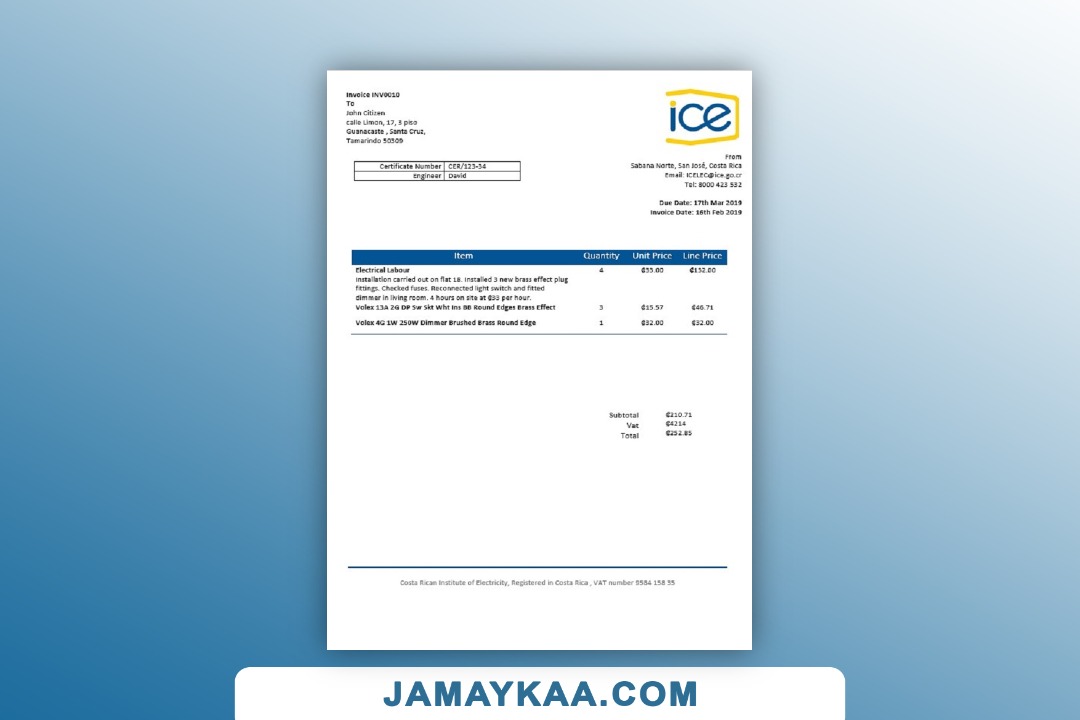 Invoice INV0010
To
John Citizen
calle Limon, 17, 3 piso
Guanacaste , Santa Cruz,
Tamarindo 50309
ice
From
Sabana Norte, San José, Costa Rica
Email: ICELEC@ice.go.cr
Tel: 8000 423 532
Certificate Number CER/123-34
Engineer David
Due Date: 17th Mar 2019
Invoice Date: 16th Feb 2019
Item Quantity Unit Price Line Price
Electrical Labour 4 ₡33.00 ₡132.00
Installation carried out on flat 18. Installed 3 new brass effect plug
fittings. Checked fuses. Reconnected light switch and fitted
dimmer in living room. 4 hours on site at ₡33 per hour.
Volex 13A 2G DP Sw Skt Wht Ins BB Round Edges Brass Effect 3 ₡15.57 ₡46.71
Volex 4G 1W 250W Dimmer Brushed Brass Round Edge 1 ₡32.00 ₡32.00
Subtotal ₡210.71
Vat ₡4214
Total ₡252.85
Costa Rican Institute of Electricity, Registered in Costa Rica , VAT number 9584 158 35
JAMAYKAA.COM